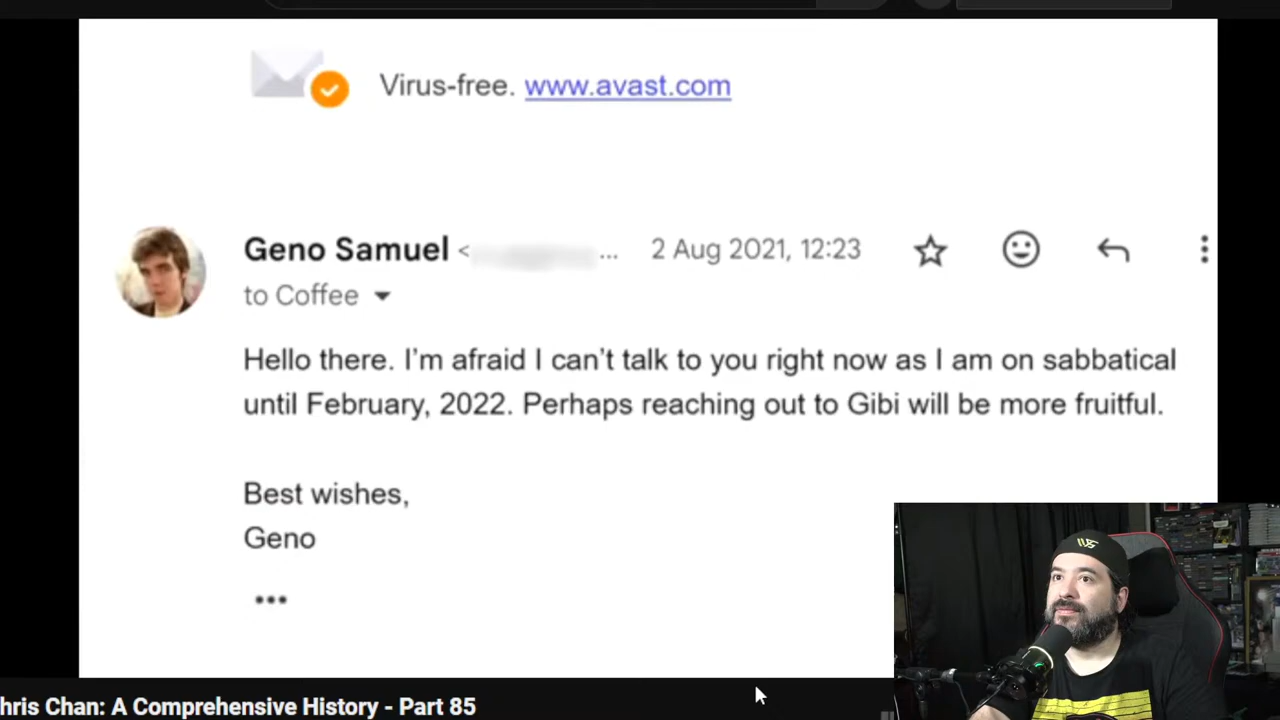 Virus-free. www.avast.com
Geno Samuel < ... 2 Aug 2021, 12:23
to Coffee
Hello there. I'm afraid I can't talk to you right now as I am on sabbatical
until February, 2022. Perhaps reaching out to Gibi will be more fruitful.
Best wishes,
Geno
hris Chan: A Comprehensive History - Part 85